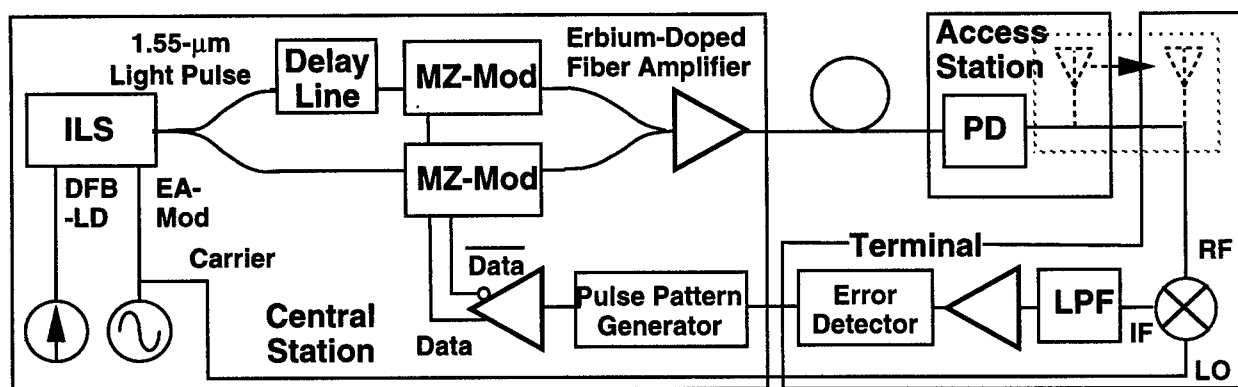 1.55-μm
Light Pulse
Delay
Line
MZ-Mod
Erbium-Doped
Fiber Amplifier
Access
Station
ILS
PD
MZ-Mod
DFB
-LD
EA-
Mod
Carrier
Data
Terminal
RF
Central
Station
Data
Pulse Pattern
Generator
Error
Detector
LPF
IF
LO